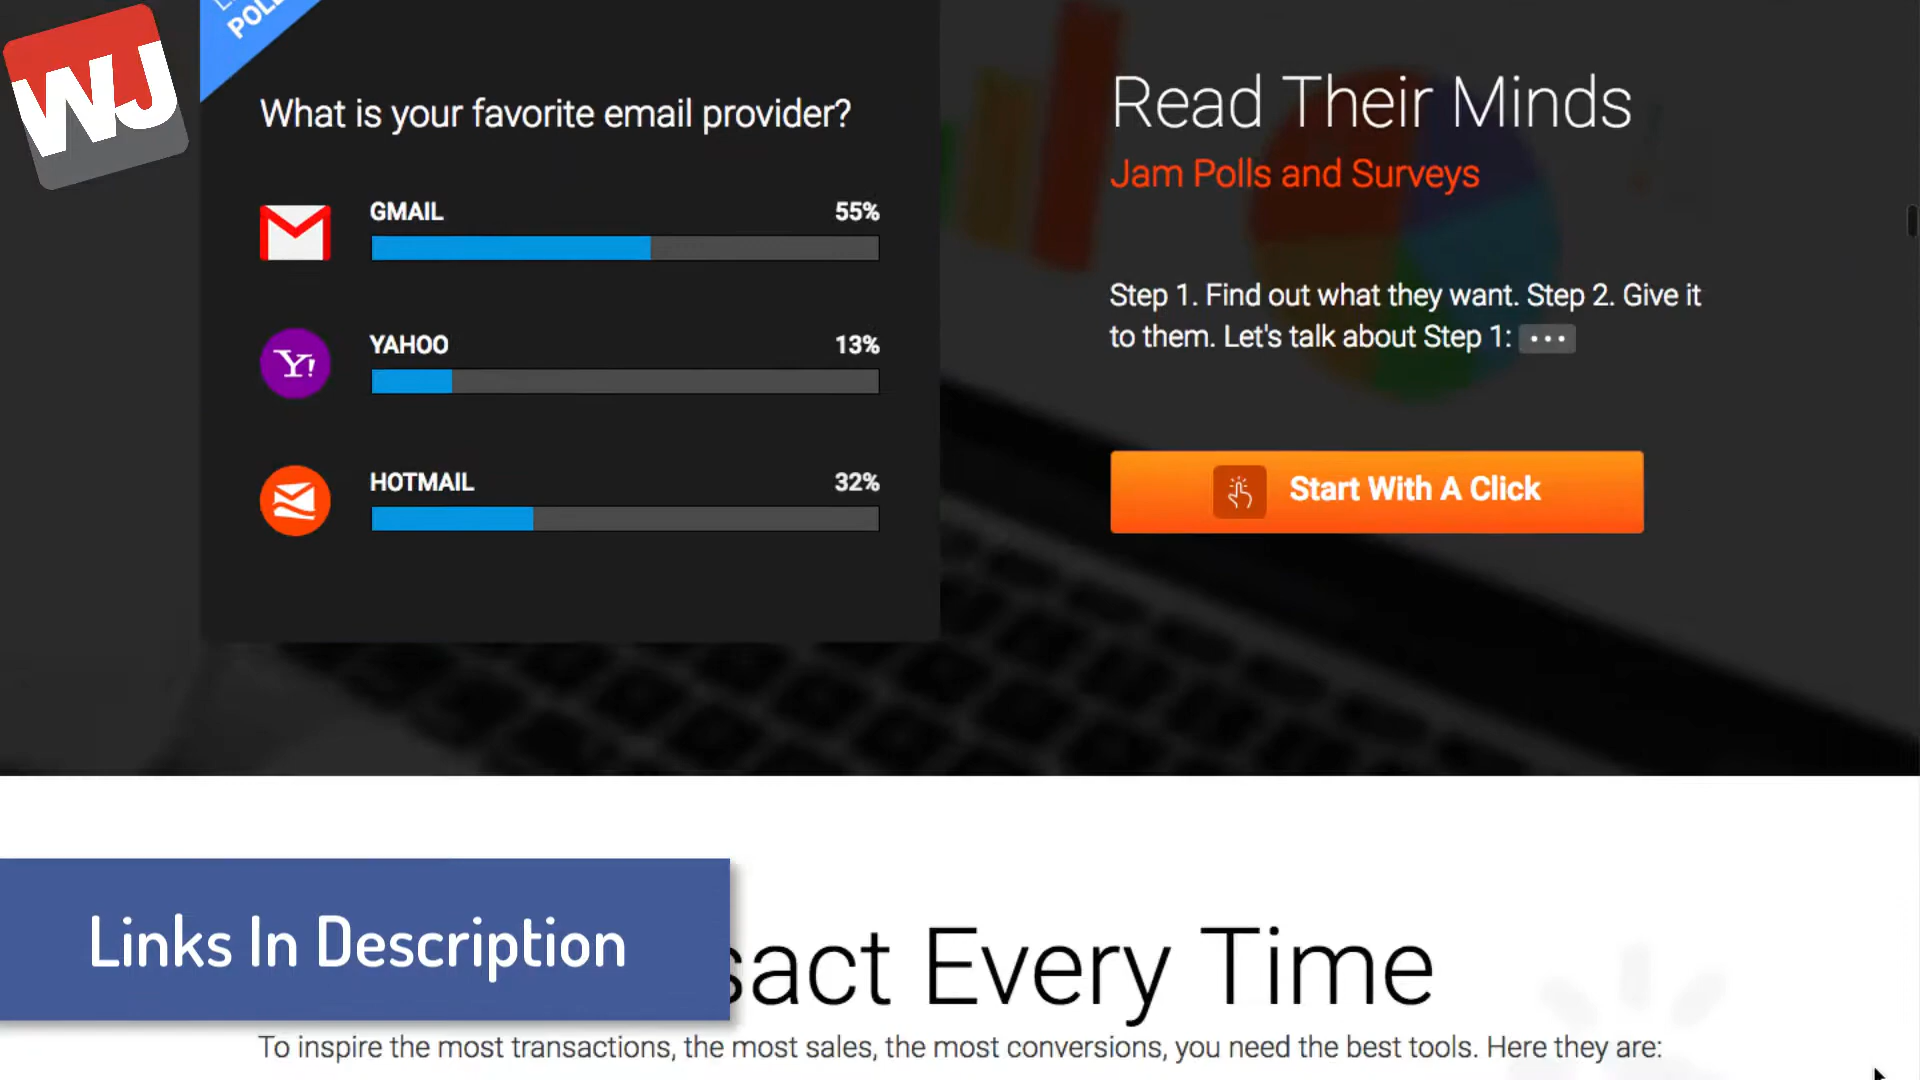 WJ
What is your favorite email provider?
GMAIL 55%
YAHOO 13%
Y!
HOTMAIL 32%
Read Their Minds
Jam Polls and Surveys
Step 1. Find out what they want. Step 2. Give it
to them. Let's talk about Step 1: •••
Start With A Click
Links In Description
Every Time
To inspire the most transactions, the most sales, the most conversions, you need the best tools. Here they are: